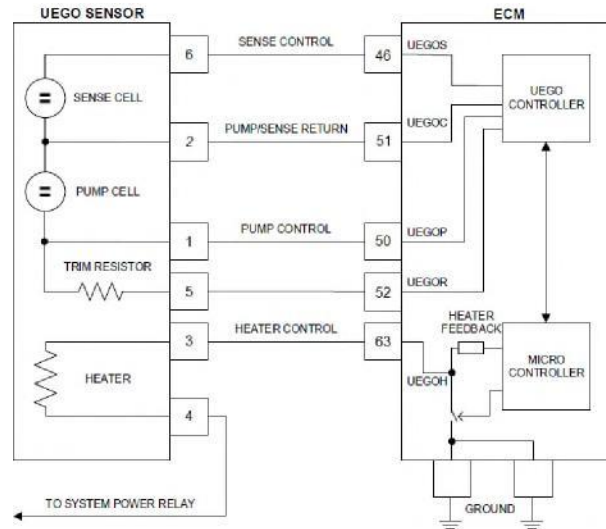 UEGO SENSOR
ECM
6
SENSE CONTROL
46
UEGOS
SENSE CELL
UEGO
CONTROLLER
2
PUMP/SENSE RETURN
51
UEGOC
PUMP CELL
1
PUMP CONTROL
50
UEGOP
TRIM RESISTOR
5
52
UEGOR
3
HEATER CONTROL
63
HEATER
FEEDBACK
MICRO
CONTROLLER
UEGOH
HEATER
4
TO SYSTEM POWER RELAY
GROUND